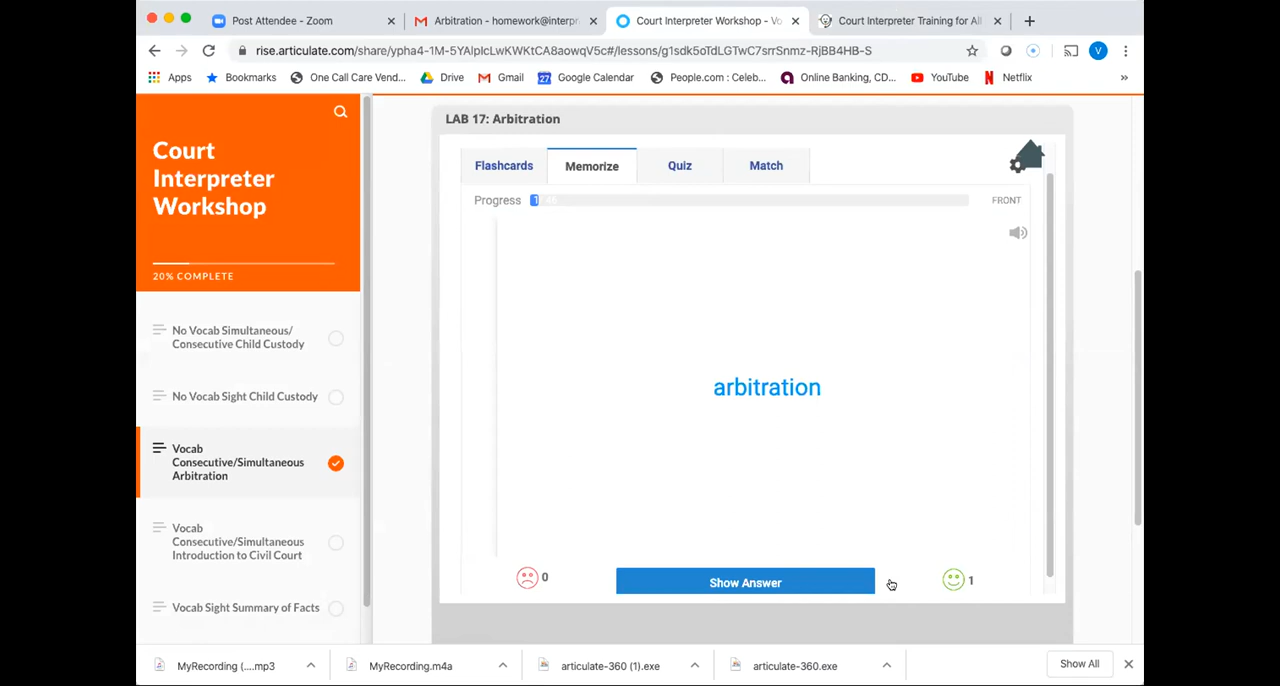 Post Attendee - Zoom
Arbitration - homework@interpr
Court Interpreter Workshop - Vo
Court Interpreter Training for All
rise.articulate.com/share/ypha4-1M-5YAlplcLwKWKtCA8aowqV5c#/lessons/g1sdk5oTdLGTwC7srrSnmz-RjBB4HB-S
V
Apps
Bookmarks
One Call Care Vend...
Drive
Gmail
27
Google Calendar
People.com : Celeb...
Online Banking, CD...
YouTube
Netflix
»
Court
Interpreter
Workshop
20% COMPLETE
No Vocab Simultaneous/
Consecutive Child Custody
No Vocab Sight Child Custody
Vocab
Consecutive/Simultaneous
Arbitration
Vocab
Consecutive/Simultaneous
Introduction to Civil Court
Vocab Sight Summary of Facts
LAB 17: Arbitration
Flashcards
Memorize
Quiz
Match
Progress
FRONT
arbitration
0
Show Answer
1
MyRecording (....mp3
MyRecording.m4a
articulate-360 (1).exe
articulate-360.exe
Show All